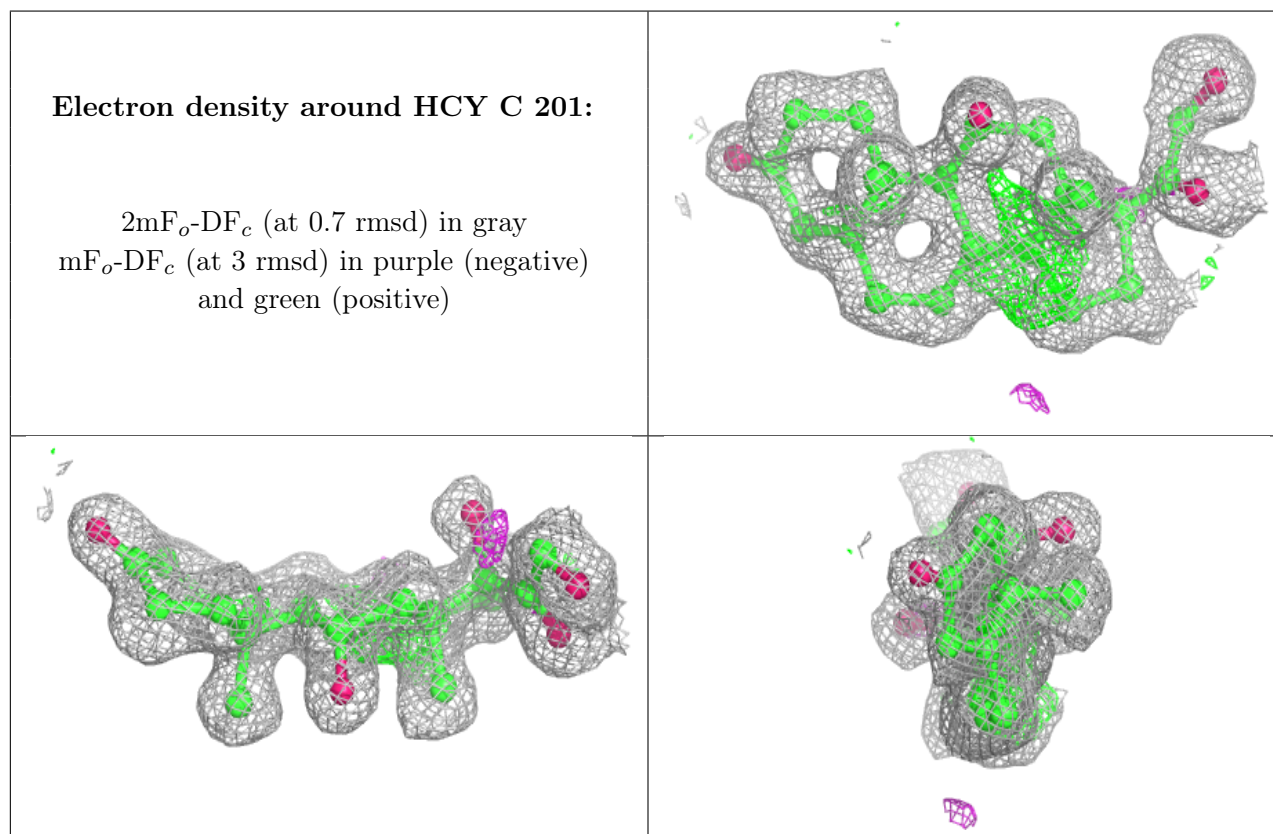 Electron density around HCY C 201:
2mFₒ-DF𝒸 (at 0.7 rmsd) in gray
mFₒ-DF𝒸 (at 3 rmsd) in purple (negative)
and green (positive)